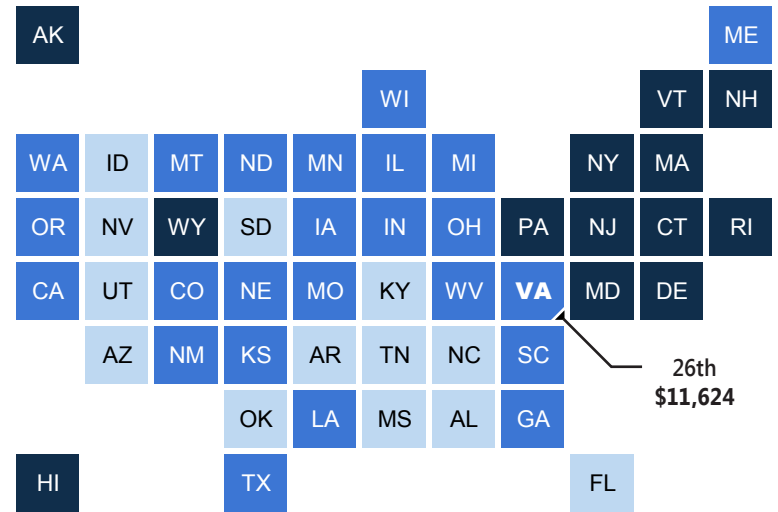 AK ME
WI VT NH
WA ID MT ND MN IL MI NY MA
OR NV WY SD IA IN OH PA NJ CT RI
CA UT CO NE MO KY WV VA MD DE
AZ NM KS AR TN NC SC
26th
$11,624
OK LA MS AL GA
HI TX FL